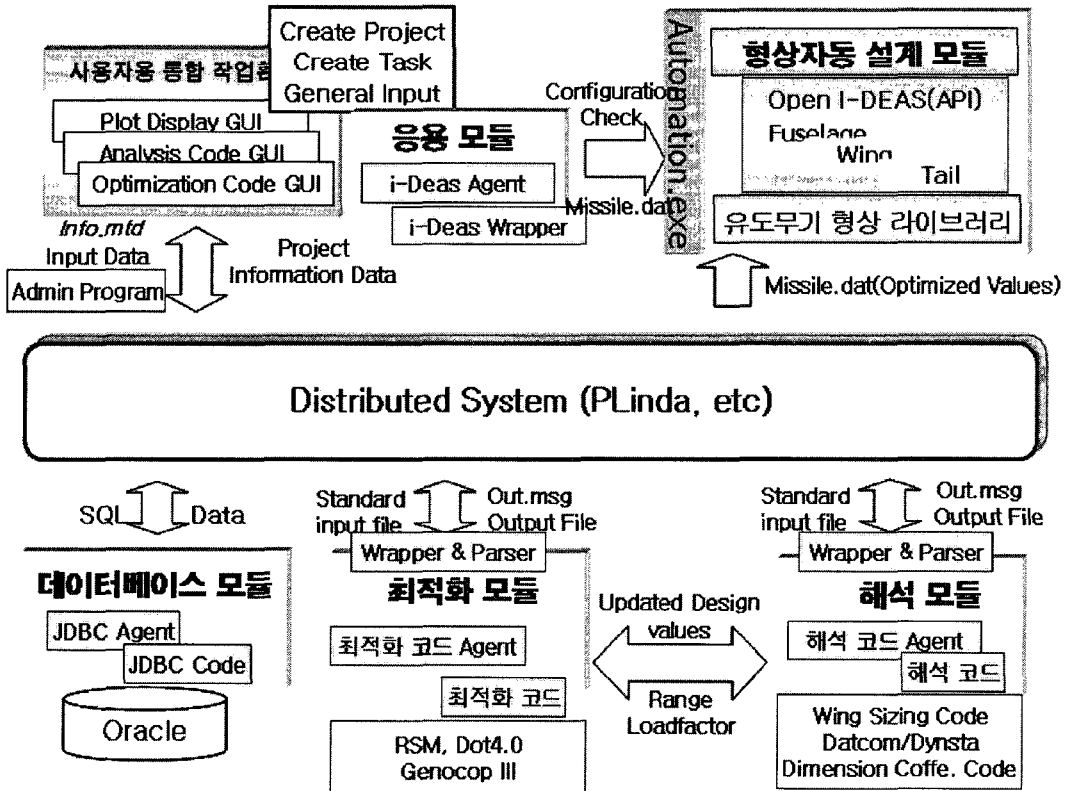 Create Project
Create Task
General Input
사용자용 통합 작업환
Plot Display GUI
Analysis Code GUI
Optimization Code GUI
응용 모듈
i-Deas Agent
i-Deas Wrapper
Configuration
Check
Missile.dat
Automation.exe
형상자동 설계 모듈
Open I-DEAS(API)
Fuselage
Wing
Tail
유도무기 형상 라이브러리
Info.mtd
Input Data
Admin Program
Project
Information Data
Missile.dat(Optimized Values)
Distributed System (PLinda, etc)
SQL
Data
Standard
input file
Out.msg
Output File
Standard
input file
Out.msg
Output File
데이터베이스 모듈
JDBC Agent
JDBC Code
Oracle
Wrapper & Parser
최적화 모듈
최적화 코드 Agent
최적화 코드
RSM, Dot4.0
Genocop III
Updated Design
values
Range
Loadfactor
Wrapper & Parser
해석 모듈
해석 코드 Agent
해석 코드
Wing Sizing Code
Datcom/Dynsta
Dimension Coffe. Code